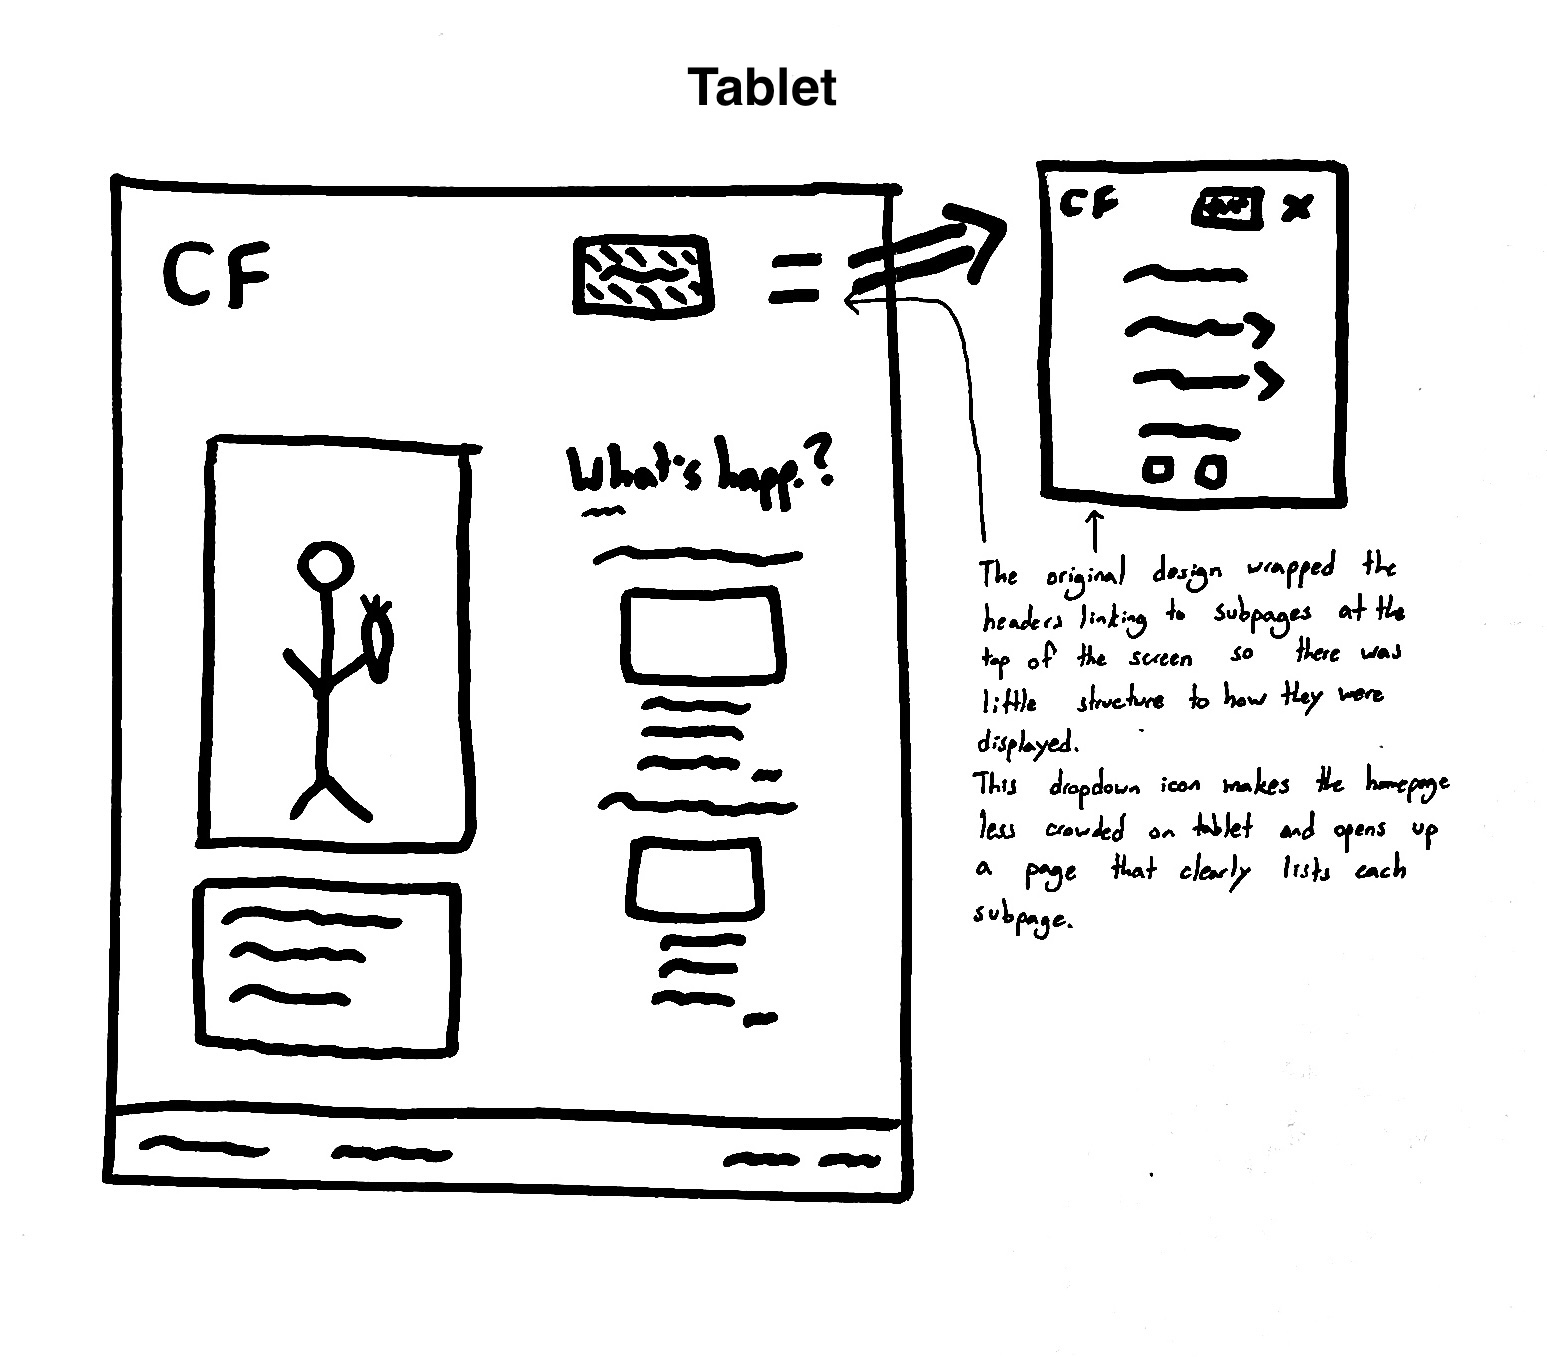 Tablet
CF
What's happ.?
CF
The original design wrapped the
headers linking to subpages at the
top of the screen so there was
little structure to how they were
displayed.
This dropdown icon makes the homepage
less crowded on tablet and opens up
a page that clearly lists each
subpage.